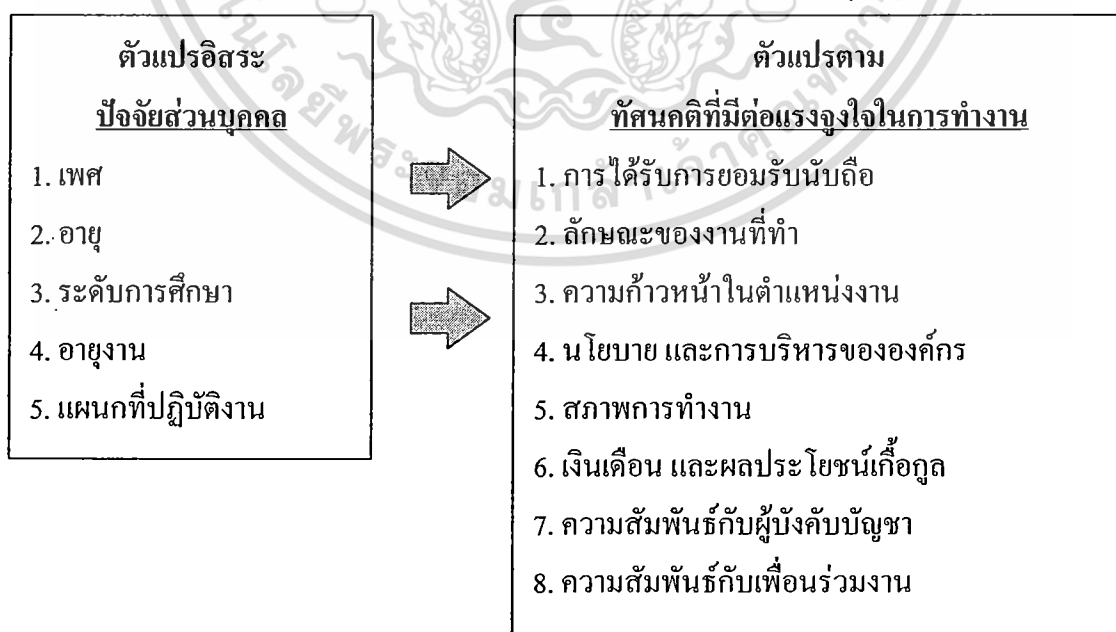 ตัวแปรอิสระ
ปัจจัยส่วนบุคคล
1. เพศ
2. อายุ
3. ระดับการศึกษา
4. อายุงาน
5. แผนกที่ปฏิบัติงาน
ตัวแปรตาม
ทัศนคติที่มีต่อแรงจูงใจในการทำงาน
1. การได้รับการยอมรับนับถือ
2. ลักษณะของงานที่ทำ
3. ความก้าวหน้าในตำแหน่งงาน
4. นโยบาย และการบริหารขององค์กร
5. สภาพการทำงาน
6. เงินเดือน และผลประโยชน์เกื้อกูล
7. ความสัมพันธ์กับผู้บังคับบัญชา
8. ความสัมพันธ์กับเพื่อนร่วมงาน